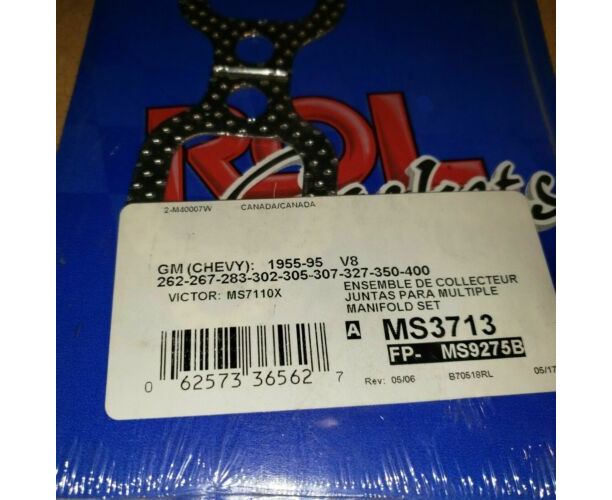 ROL
Gaskets
2-M40007W CANADA/CANADA
GM (CHEVY): 1955-95 V8
262-267-283-302-305-307-327-350-400
VICTOR: MS7110X
ENSEMBLE DE COLLECTEUR
JUNTAS PARA MULTIPLE
MANIFOLD SET
A MS3713
FP- MS9275B
0 62573 36562 7
Rev: 05/06 B70518RL 05/17